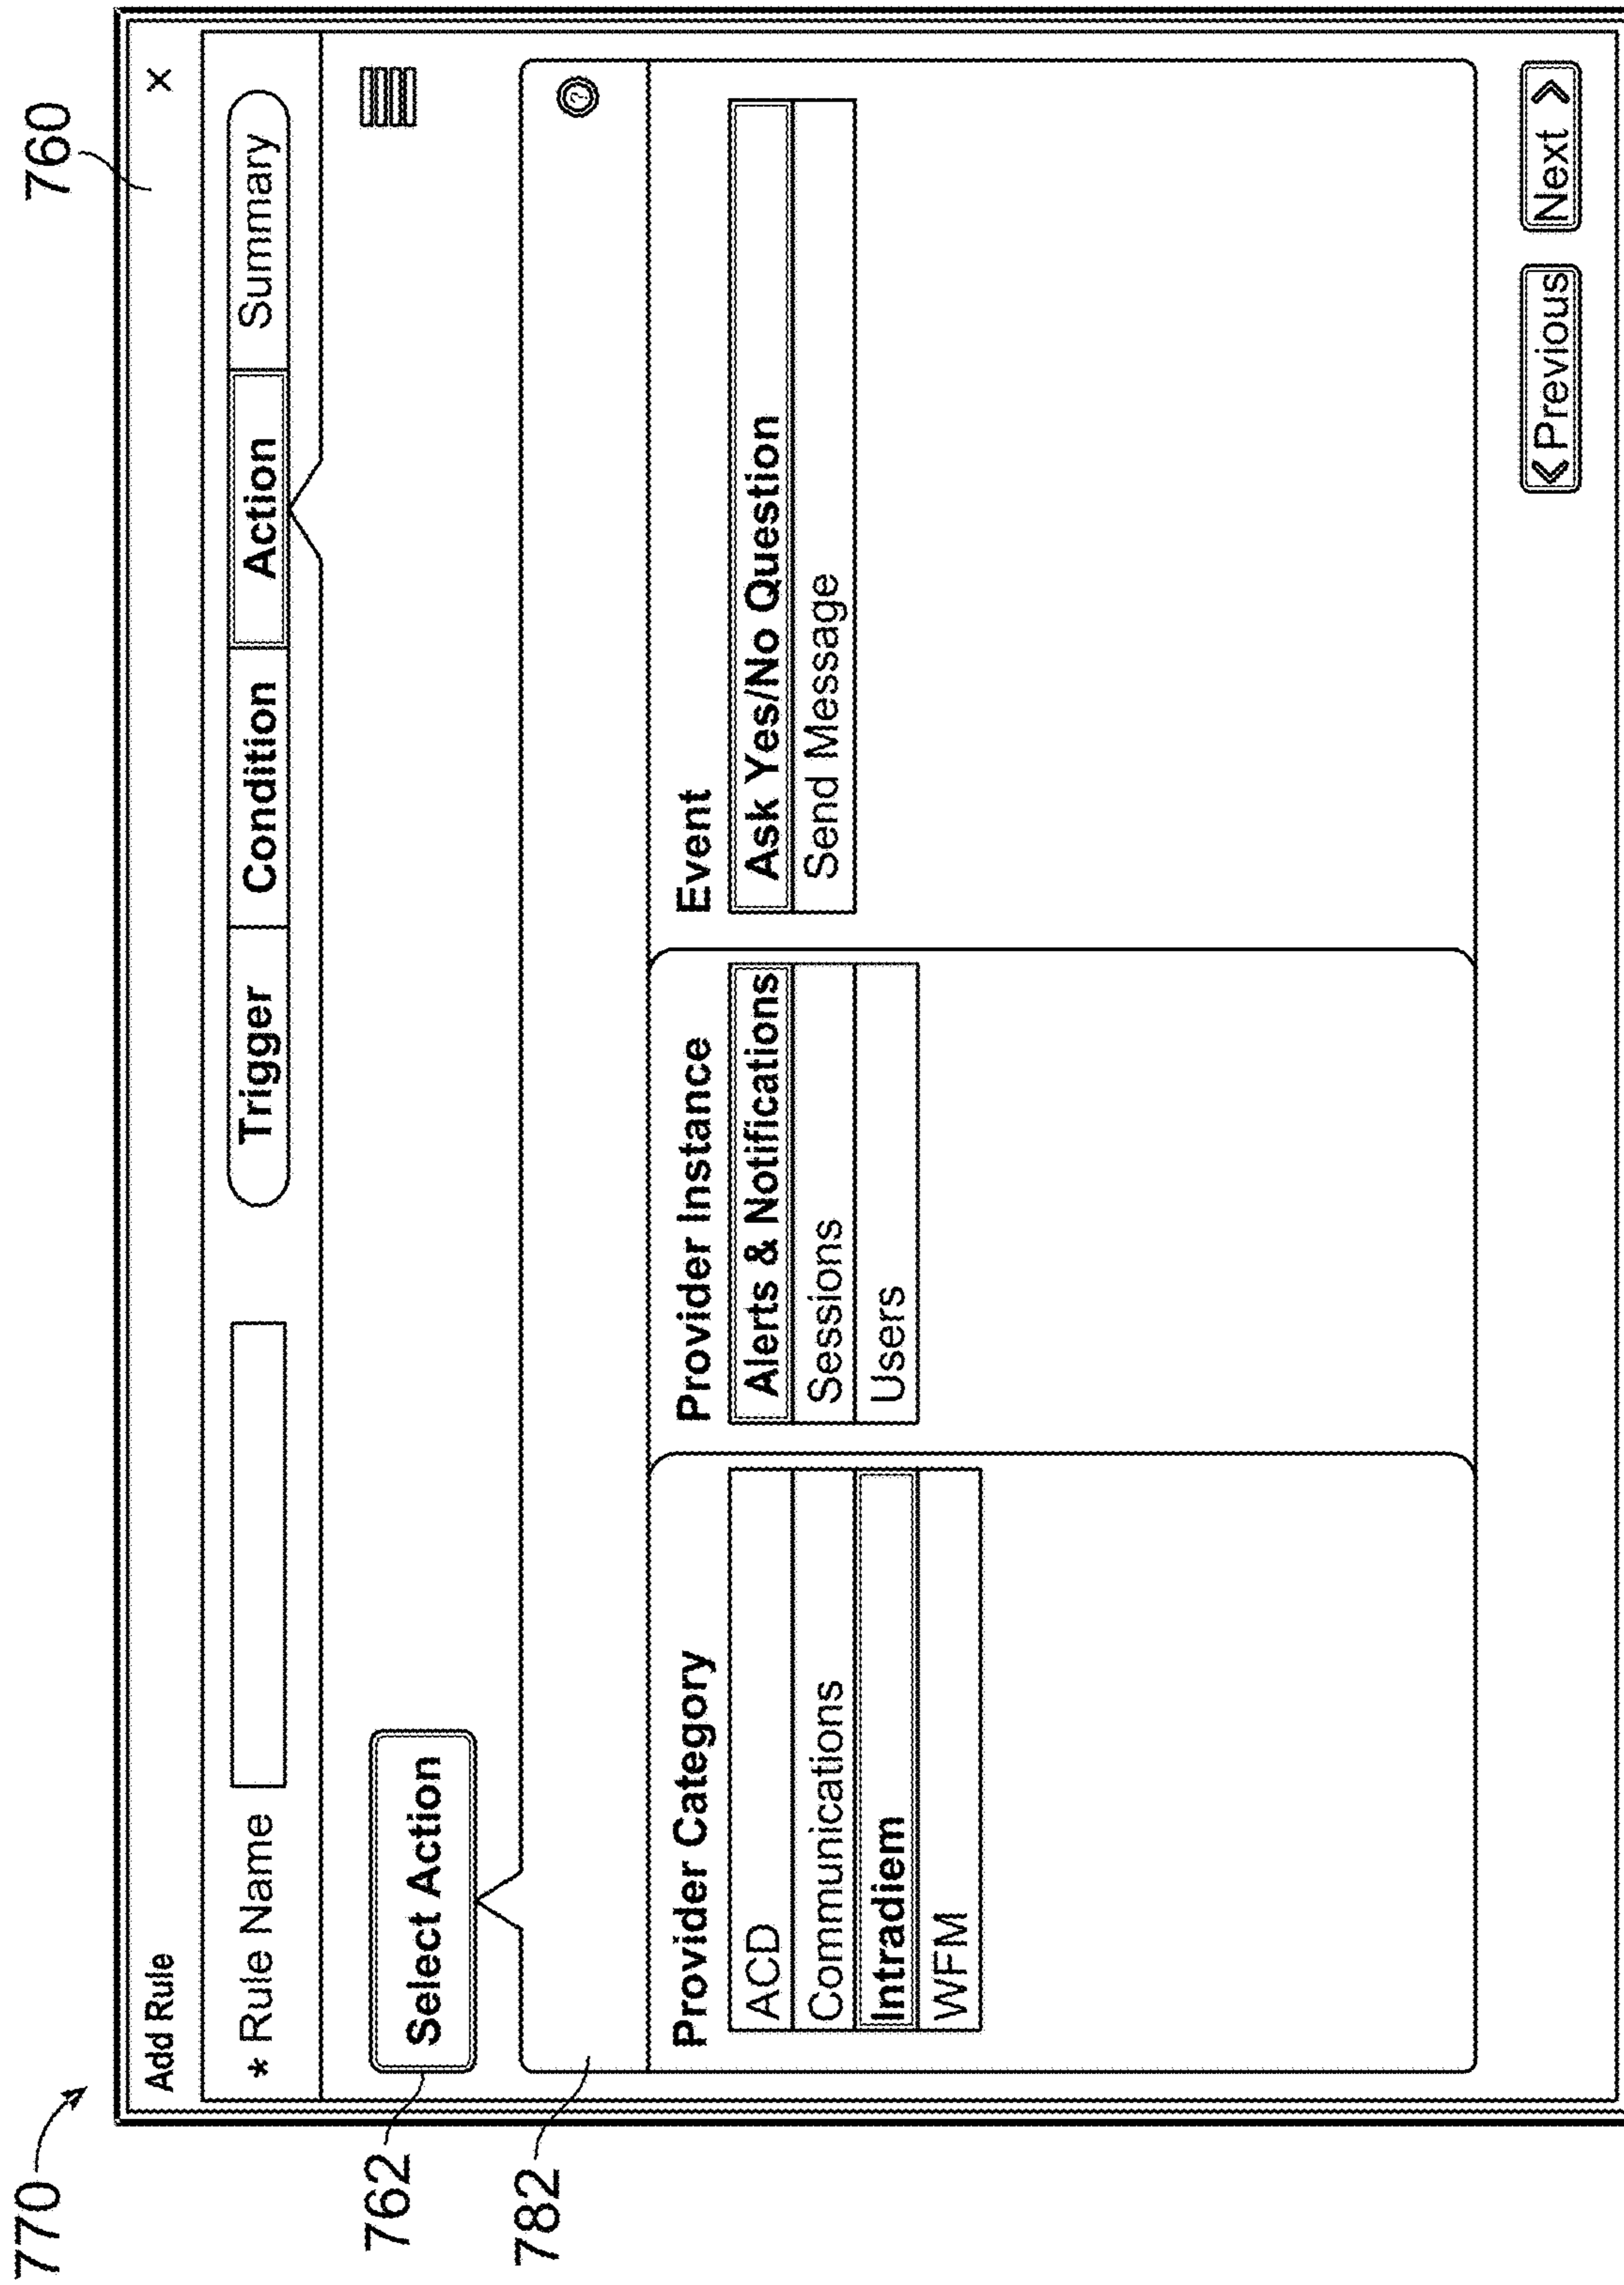 770
760
Add Rule X
* Rule Name Trigger Condition Action Summary
762 Select Action
782 ?
Provider Category Provider Instance Event
ACD Alerts & Notifications Ask Yes/No Question
Communications Sessions Send Message
Intradiem Users
WFM
< Previous Next >